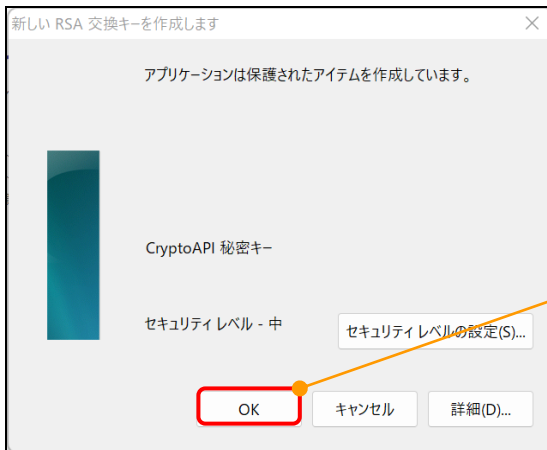 新しい RSA 交換キーを作成します
アプリケーションは保護されたアイテムを作成しています。
CryptoAPI 秘密キー
セキュリティ レベル - 中
セキュリティ レベルの設定(S)...
OK
キャンセル
詳細(D)...